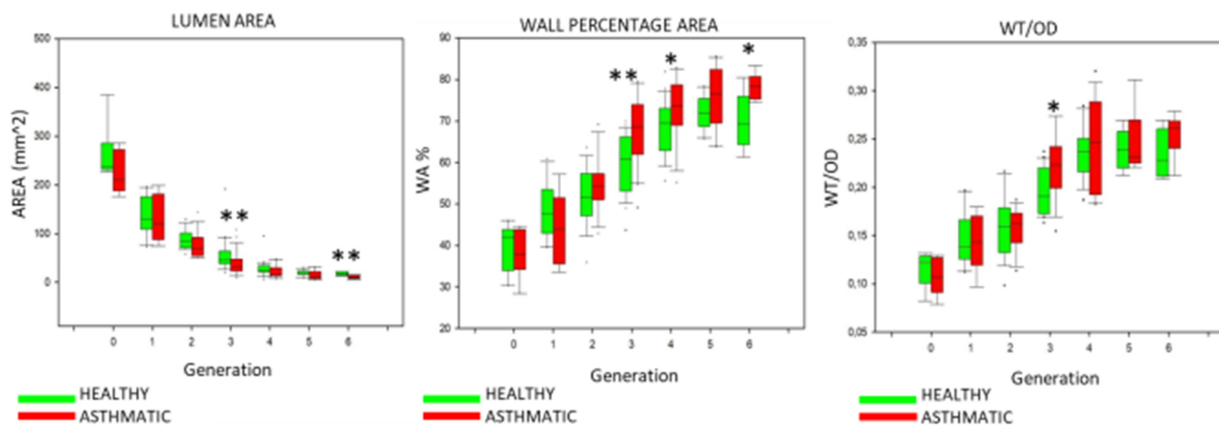 LUMEN AREA
500
400
300
200
100
0
AREA (mm^2)
**
**
0 1 2 3 4 5 6
Generation
HEALTHY
ASTHMATIC
WALL PERCENTAGE AREA
90
80
70
60
50
40
30
20
WA %
**
*
*
0 1 2 3 4 5 6
Generation
HEALTHY
ASTHMATIC
WT/OD
0,35
0,30
0,25
0,20
0,15
0,10
0,05
WT/OD
*
0 1 2 3 4 5 6
Generation
HEALTHY
ASTHMATIC